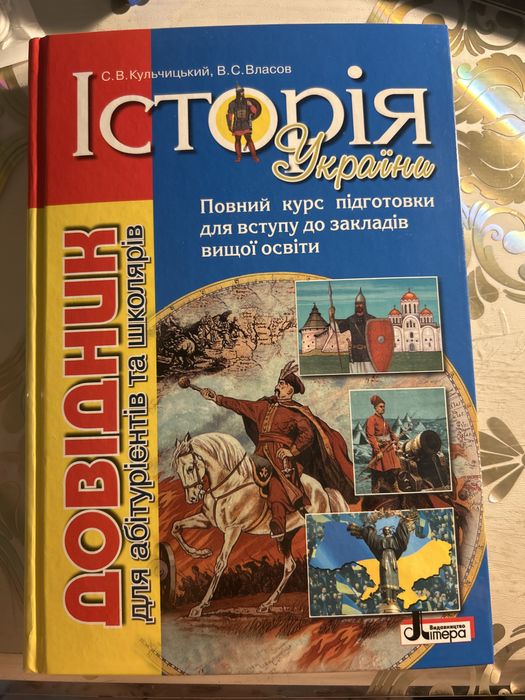 С. В. Кульчицький, В. С. Власов
Історія
України
Повний курс підготовки
для вступу до закладів
вищої освіти
ДОВІДНИК
для абітурієнтів та школярів
Видавництво
Літера